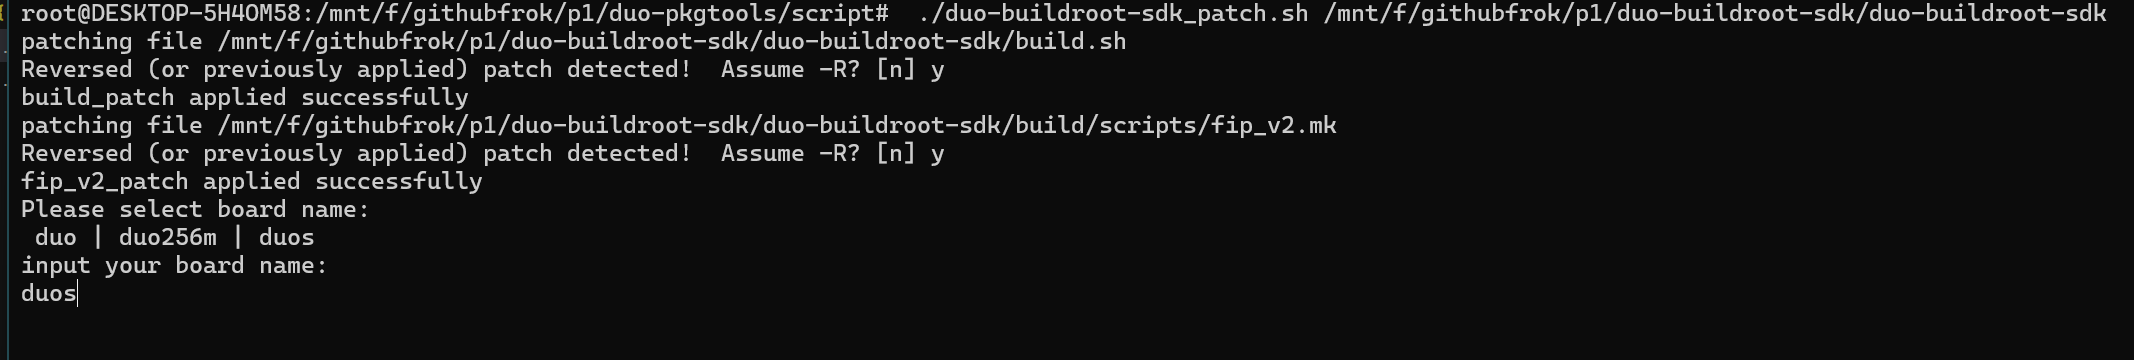 root@DESKTOP-5H4OM58:/mnt/f/githubfrok/p1/duo-pkgtools/script#  ./duo-buildroot-sdk_patch.sh /mnt/f/githubfrok/p1/duo-buildroot-sdk/duo-buildroot-sdk
patching file /mnt/f/githubfrok/p1/duo-buildroot-sdk/duo-buildroot-sdk/build.sh
Reversed (or previously applied) patch detected!  Assume -R? [n] y
build_patch applied successfully
patching file /mnt/f/githubfrok/p1/duo-buildroot-sdk/duo-buildroot-sdk/build/scripts/fip_v2.mk
Reversed (or previously applied) patch detected!  Assume -R? [n] y
fip_v2_patch applied successfully
Please select board name:
 duo | duo256m | duos
input your board name:
duos